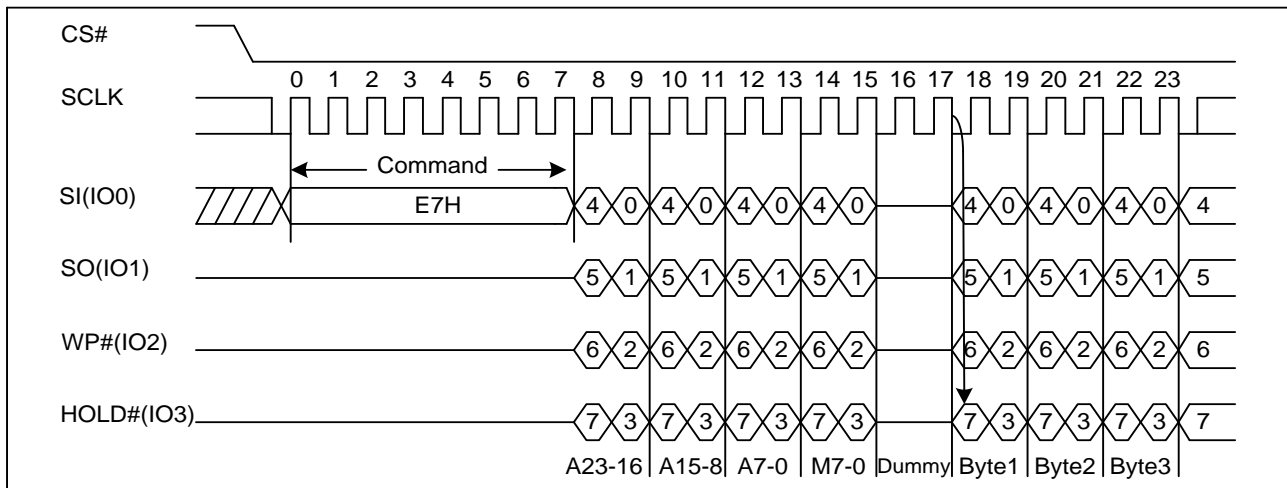 CS#
0 1 2 3 4 5 6 7 8 9 10 11 12 13 14 15 16 17 18 19 20 21 22 23
SCLK
Command
SI(IO0) E7H 4 0 4 0 4 0 4 0 4 0 4 0 4 0 4
SO(IO1) 5 1 5 1 5 1 5 1 5 1 5 1 5 1 5
WP#(IO2) 6 2 6 2 6 2 6 2 6 2 6 2 6 2 6
HOLD#(IO3) 7 3 7 3 7 3 7 3 7 3 7 3 7 3 7
A23-16 A15-8 A7-0 M7-0 Dummy Byte1 Byte2 Byte3